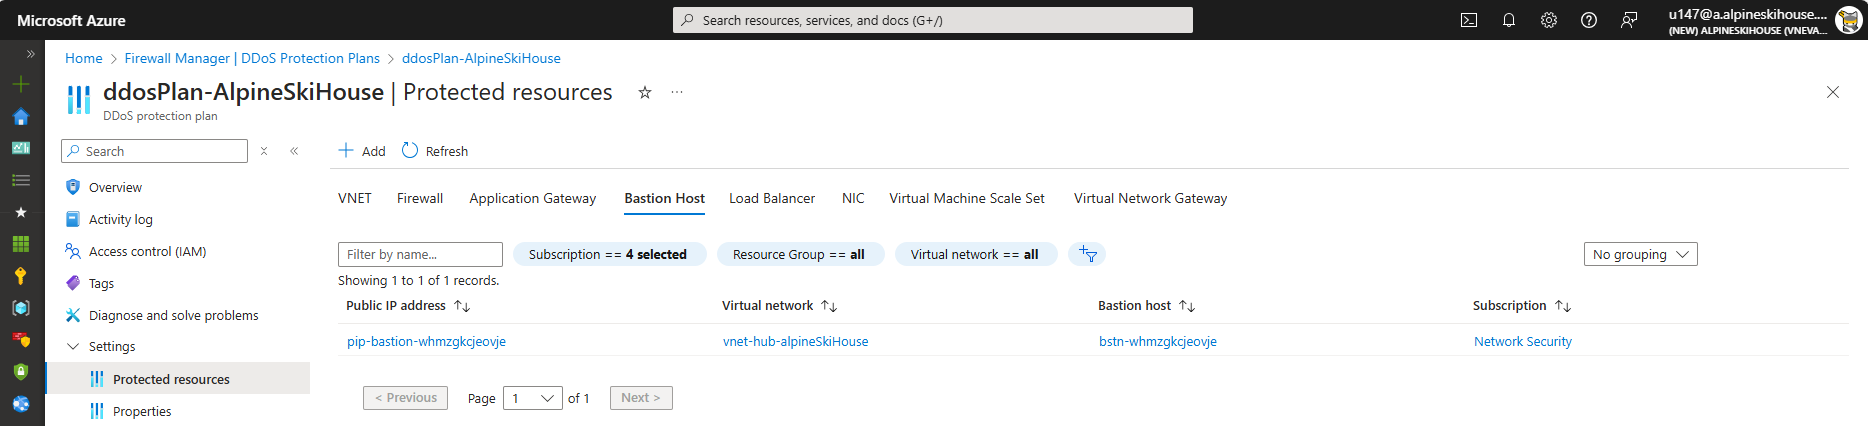 Microsoft Azure
Search resources, services, and docs (G+/)
u147@a.alpineskihouse....
(NEW) ALPINESKIHOUSE (VNEVA...
Home > Firewall Manager | DDoS Protection Plans > ddosPlan-AlpineSkiHouse
ddosPlan-AlpineSkiHouse | Protected resources
DDoS protection plan
Search
Overview
Activity log
Access control (IAM)
Tags
Diagnose and solve problems
Settings
Protected resources
Properties
Add Refresh
VNET Firewall Application Gateway Bastion Host Load Balancer NIC Virtual Machine Scale Set Virtual Network Gateway
Filter by name... Subscription == 4 selected Resource Group == all Virtual network == all No grouping
Showing 1 to 1 of 1 records.
Public IP address Virtual network Bastion host Subscription
pip-bastion-whmzgkcjeovje vnet-hub-alpineSkiHouse bstn-whmzgkcjeovje Network Security
< Previous Page 1 of 1 Next >